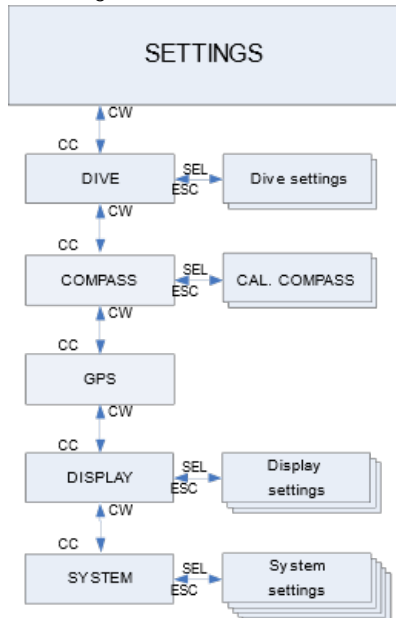 SETTINGS
CW
CC
DIVE
SEL
ESC
Dive settings
CW
CC
COMPASS
SEL
ESC
CAL. COMPASS
CW
CC
GPS
CW
CC
DISPLAY
SEL
ESC
Display
settings
CW
CC
SYSTEM
SEL
ESC
System
settings